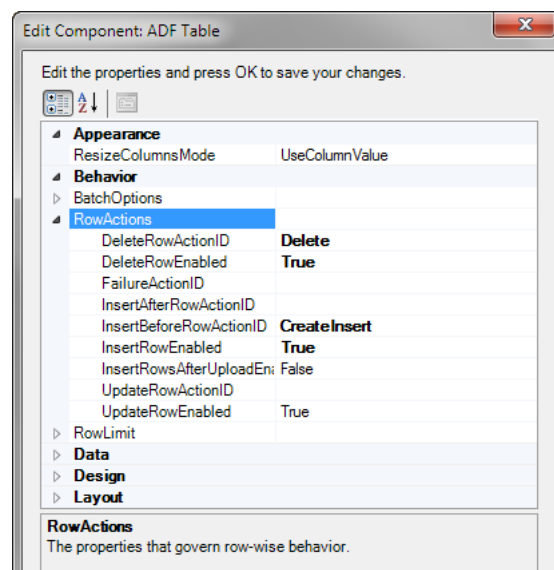 Edit Component: ADF Table
Edit the properties and press OK to save your changes.
Appearance
ResizeColumnsMode UseColumnValue
Behavior
BatchOptions
RowActions
DeleteRowActionID Delete
DeleteRowEnabled True
FailureActionID
InsertAfterRowActionID
InsertBeforeRowActionID CreateInsert
InsertRowEnabled True
InsertRowsAfterUploadEna False
UpdateRowActionID
UpdateRowEnabled True
RowLimit
Data
Design
Layout
RowActions
The properties that govern row-wise behavior.